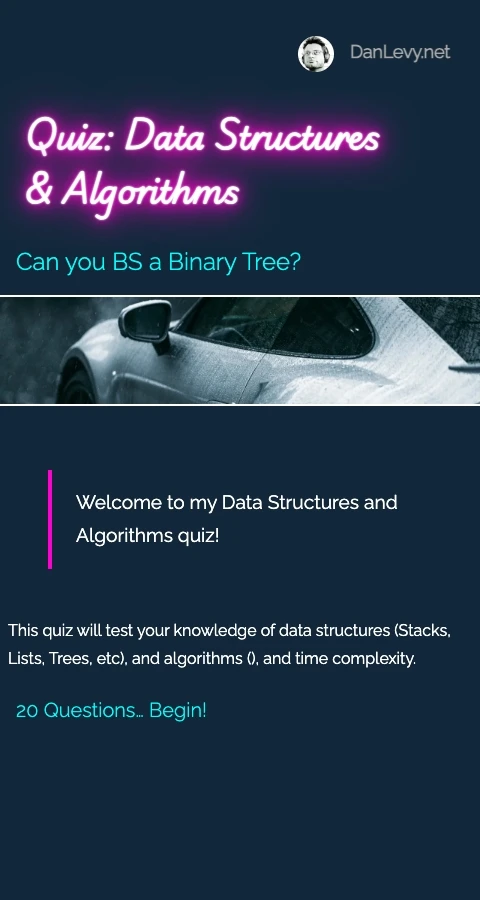 DanLevy.net
Quiz: Data Structures
& Algorithms
Can you BS a Binary Tree?
Welcome to my Data Structures and
Algorithms quiz!
This quiz will test your knowledge of data structures (Stacks,
Lists, Trees, etc), and algorithms (), and time complexity.
20 Questions… Begin!